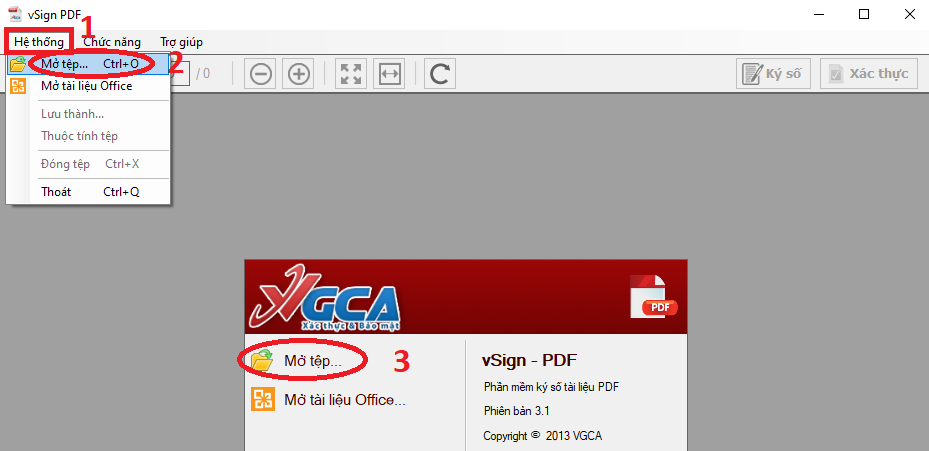 vSign PDF
1
Hệ thống Chức năng Trợ giúp
Mở tệp... Ctrl+O
2
/ 0
Ký số
Xác thực
Mở tài liệu Office
Lưu thành...
Thuộc tính tệp
Đóng tệp Ctrl+X
Thoát Ctrl+Q
VGCA
Xác thực & Bảo mật
PDF
Mở tệp...
3
Mở tài liệu Office...
vSign - PDF
Phần mềm ký số tài liệu PDF
Phiên bản 3.1
Copyright © 2013 VGCA